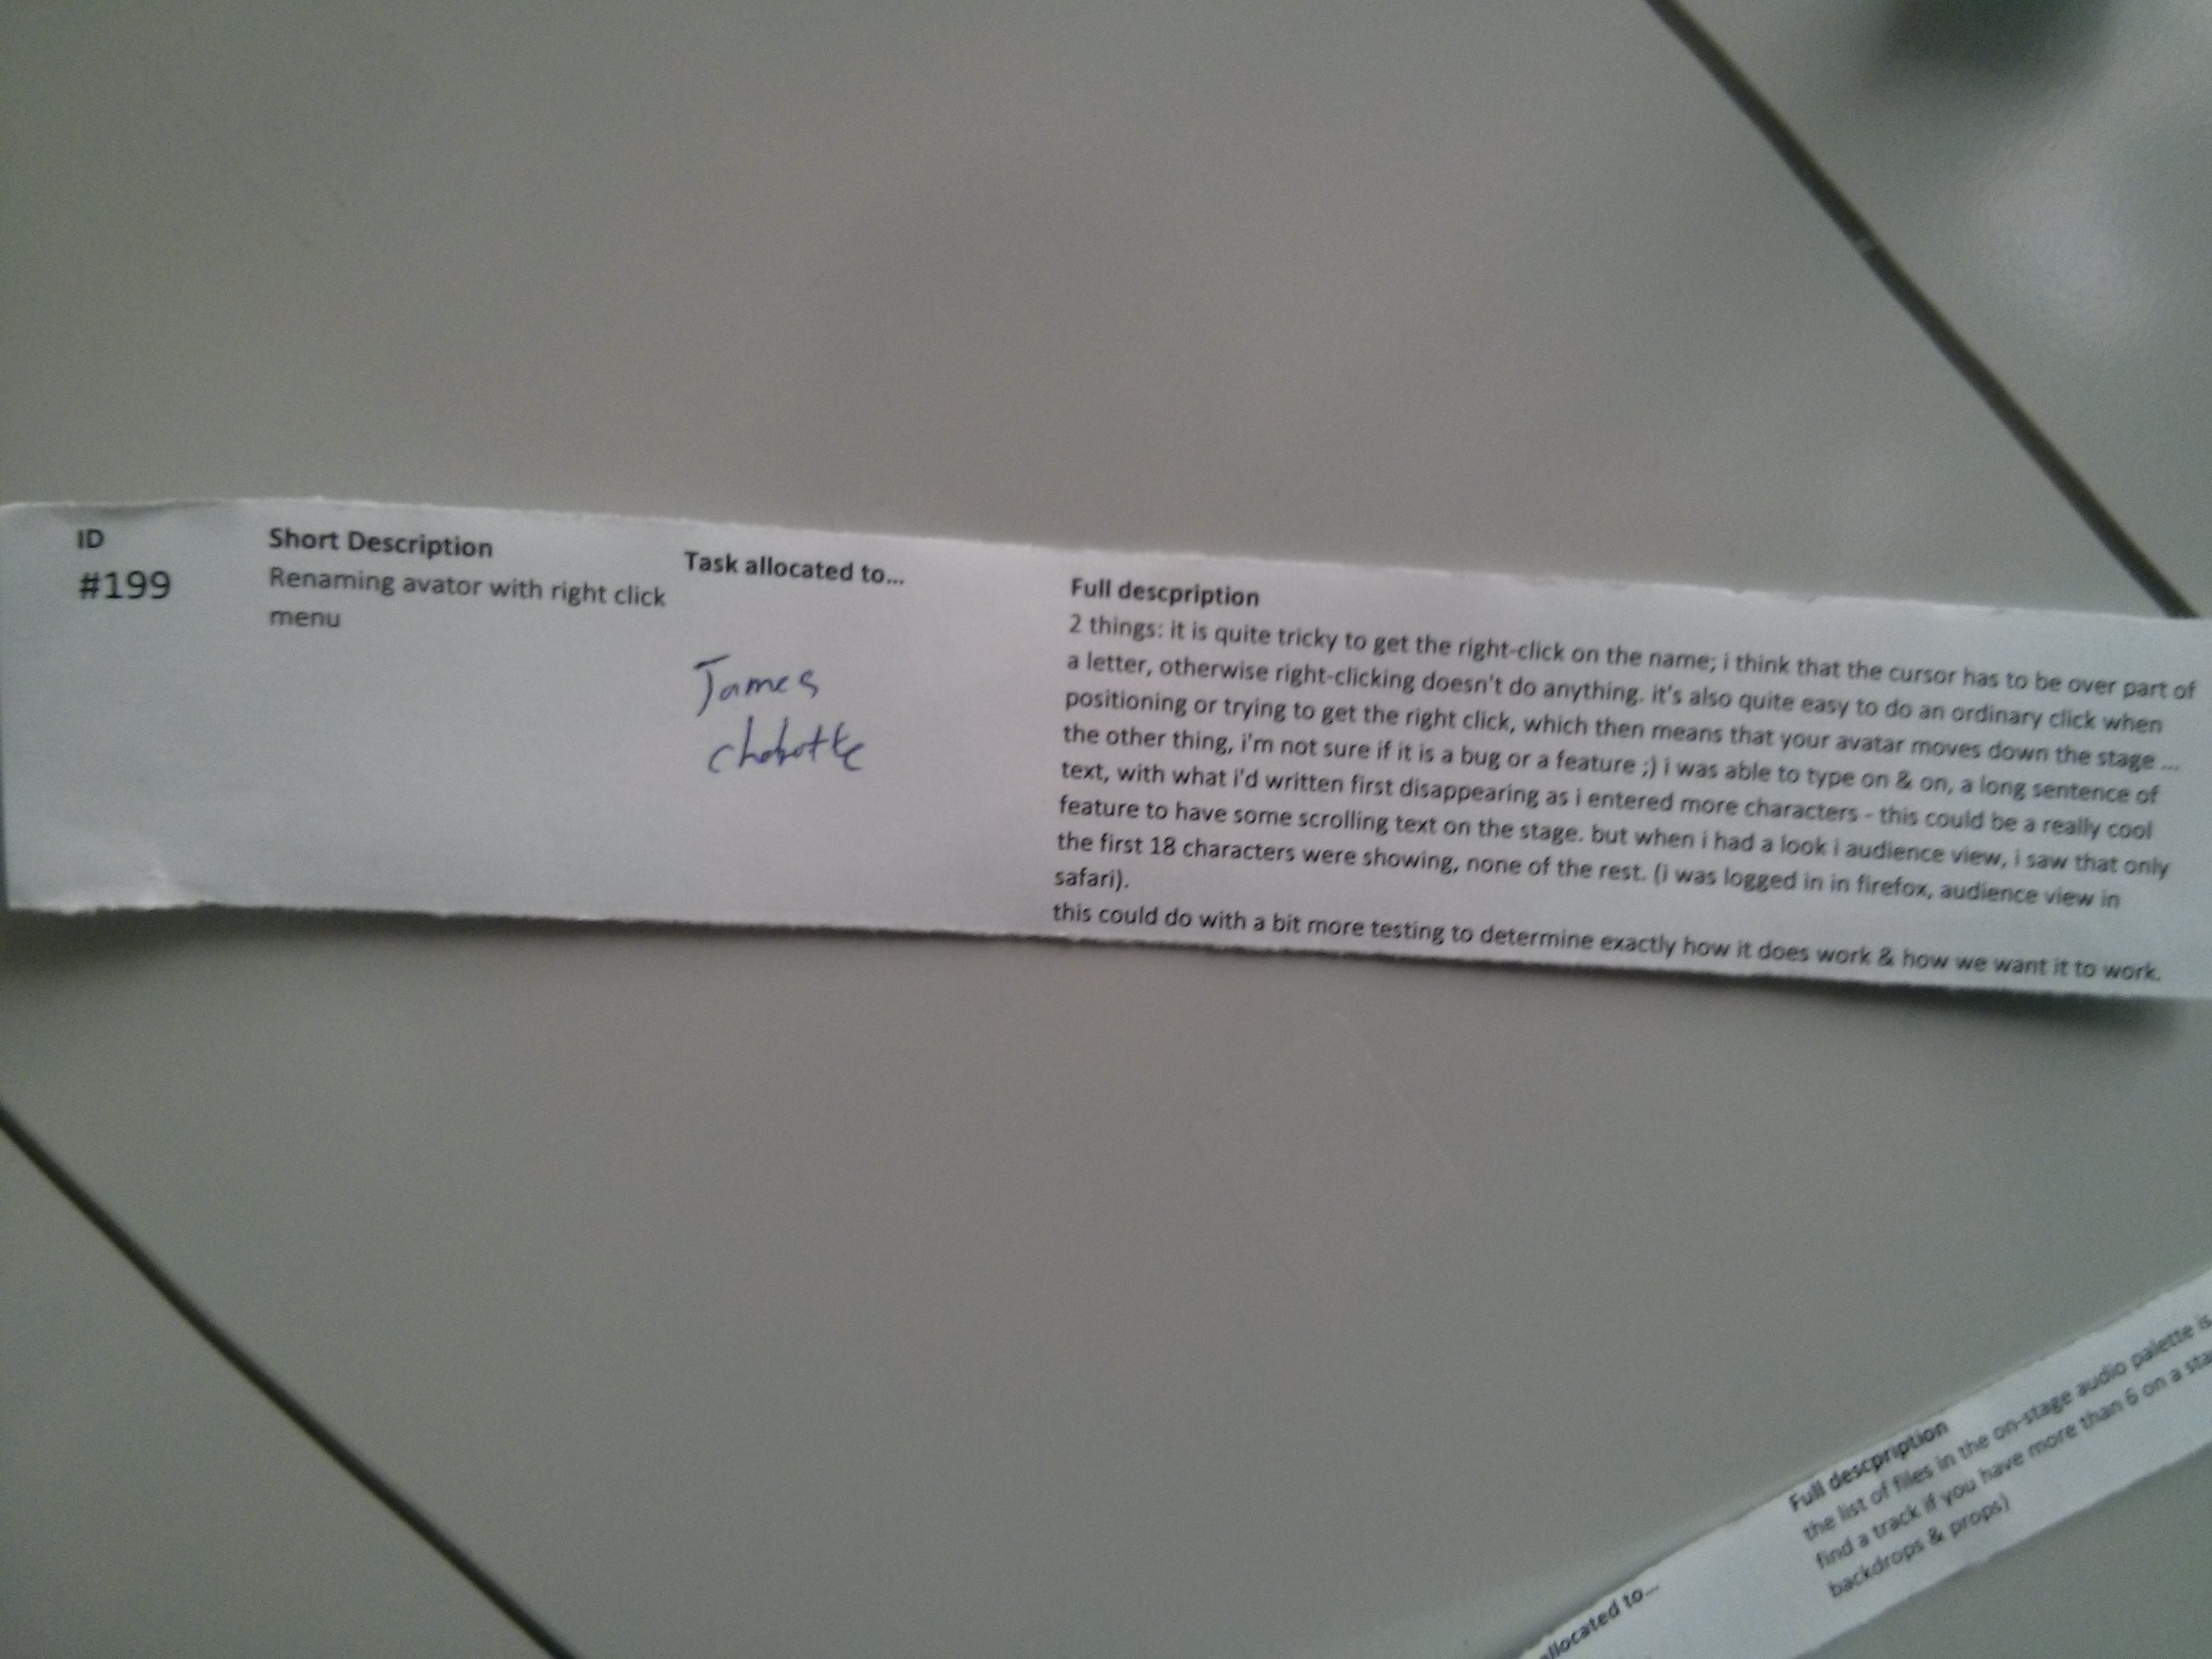 ID
#199
Short Description
Renaming avator with right click
menu
Task allocated to...
James
Full descpription
2 things: it is quite tricky to get the right-click on the name; i think that the cursor has to be over part of
a letter, otherwise right-clicking doesn't do anything. it's also quite easy to do an ordinary click when
positioning or trying to get the right click, which then means that your avatar moves down the stage ...
the other thing, i'm not sure if it is a bug or a feature ;) i was able to type on & on, a long sentence of
text, with what i'd written first disappearing as i entered more characters - this could be a really cool
feature to have some scrolling text on the stage. but when i had a look i audience view, i saw that only
the first 18 characters were showing, none of the rest. (i was logged in in firefox, audience view in
safari).
this could do with a bit more testing to determine exactly how it does work & how we want it to work.
allocated to...
Full descpription
the list of files in the on-stage audio palette is
find a track if you have more than 6 on a sta
backdrops & props)